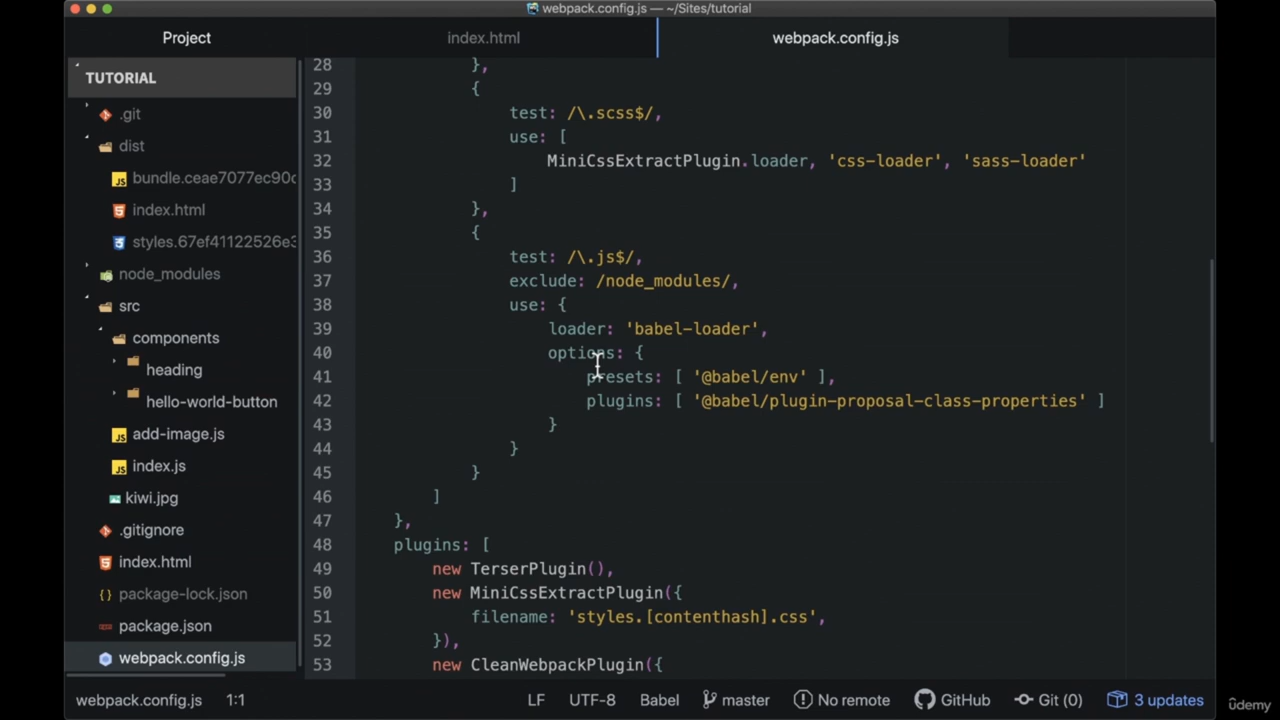 webpack.config.js — ~/Sites/tutorial
Project
index.html
webpack.config.js
TUTORIAL
.git
dist
bundle.ceae7077ec90c
index.html
styles.67ef41122526e3
node_modules
src
components
heading
hello-world-button
add-image.js
index.js
kiwi.jpg
.gitignore
index.html
package-lock.json
package.json
webpack.config.js
28 },
29 {
30 test: /\.scss$/,
31 use: [
32 MiniCssExtractPlugin.loader, 'css-loader', 'sass-loader'
33 ]
34 },
35 {
36 test: /\.js$/,
37 exclude: /node_modules/,
38 use: {
39 loader: 'babel-loader',
40 options: {
41 presets: [ '@babel/env' ],
42 plugins: [ '@babel/plugin-proposal-class-properties' ]
43 }
44 }
45 }
46 ]
47 },
48 plugins: [
49 new TerserPlugin(),
50 new MiniCssExtractPlugin({
51 filename: 'styles.[contenthash].css',
52 }),
53 new CleanWebpackPlugin({
webpack.config.js 1:1 LF UTF-8 Babel master No remote GitHub Git (0) 3 updates
ûdemy